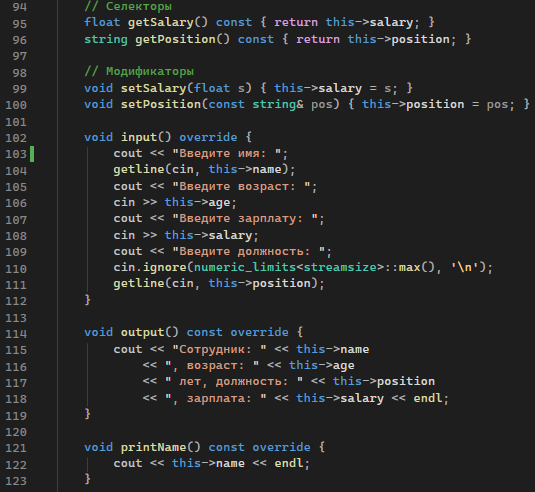 94 // Селекторы
95 float getSalary() const { return this->salary; }
96 string getPosition() const { return this->position; }
97
98 // Модификаторы
99 void setSalary(float s) { this->salary = s; }
100 void setPosition(const string& pos) { this->position = pos; }
101
102 void input() override {
103 cout << "Введите имя: ";
104 getline(cin, this->name);
105 cout << "Введите возраст: ";
106 cin >> this->age;
107 cout << "Введите зарплату: ";
108 cin >> this->salary;
109 cout << "Введите должность: ";
110 cin.ignore(numeric_limits<streamsize>::max(), '\n');
111 getline(cin, this->position);
112 }
113
114 void output() const override {
115 cout << "Сотрудник: " << this->name
116 << ", возраст: " << this->age
117 << " лет, должность: " << this->position
118 << ", зарплата: " << this->salary << endl;
119 }
120
121 void printName() const override {
122 cout << this->name << endl;
123 }